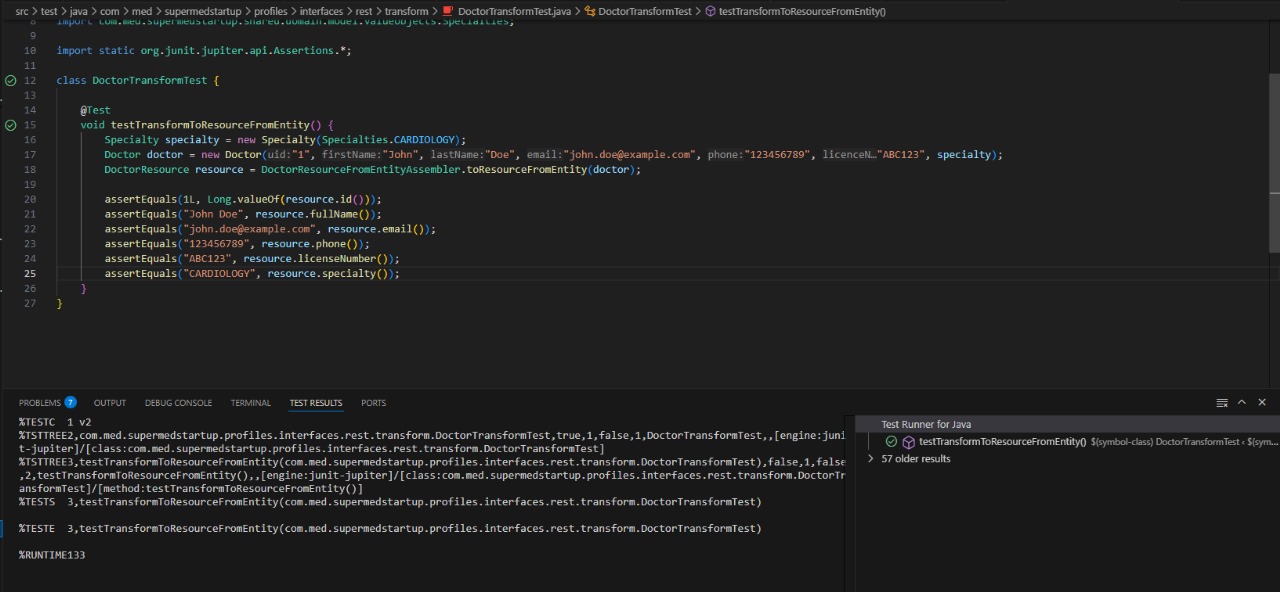 src > test > java > com > med > supermedstartup > profiles > interfaces > rest > transform > DoctorTransformTest.java > DoctorTransformTest > testTransformToResourceFromEntity()
8 import com.med.supermedstartup.shared.domain.model.valueobjects.Specialties;
9
10 import static org.junit.jupiter.api.Assertions.*;
11
12 class DoctorTransformTest {
13
14 @Test
15 void testTransformToResourceFromEntity() {
16 Specialty specialty = new Specialty(Specialties.CARDIOLOGY);
17 Doctor doctor = new Doctor(uid:"1", firstName:"John", lastName:"Doe", email:"john.doe@example.com", phone:"123456789", licenceN…"ABC123", specialty);
18 DoctorResource resource = DoctorResourceFromEntityAssembler.toResourceFromEntity(doctor);
19
20 assertEquals(1L, Long.valueOf(resource.id()));
21 assertEquals("John Doe", resource.fullName());
22 assertEquals("john.doe@example.com", resource.email());
23 assertEquals("123456789", resource.phone());
24 assertEquals("ABC123", resource.licenseNumber());
25 assertEquals("CARDIOLOGY", resource.specialty());
26 }
27 }
PROBLEMS 7 OUTPUT DEBUG CONSOLE TERMINAL TEST RESULTS PORTS
%TESTC 1 v2
%TSTTREE2,com.med.supermedstartup.profiles.interfaces.rest.transform.DoctorTransformTest,true,1,false,1,DoctorTransformTest,,[engine:juni
t-jupiter]/[class:com.med.supermedstartup.profiles.interfaces.rest.transform.DoctorTransformTest]
%TSTTREE3,testTransformToResourceFromEntity(com.med.supermedstartup.profiles.interfaces.rest.transform.DoctorTransformTest),false,1,false
,2,testTransformToResourceFromEntity(),,[engine:junit-jupiter]/[class:com.med.supermedstartup.profiles.interfaces.rest.transform.DoctorTr
ansformTest]/[method:testTransformToResourceFromEntity()]
%TESTS 3,testTransformToResourceFromEntity(com.med.supermedstartup.profiles.interfaces.rest.transform.DoctorTransformTest)
%TESTE 3,testTransformToResourceFromEntity(com.med.supermedstartup.profiles.interfaces.rest.transform.DoctorTransformTest)
%RUNTIME133
Test Runner for Java
testTransformToResourceFromEntity() $(symbol-class) DoctorTransformTest < $(sym...
57 older results